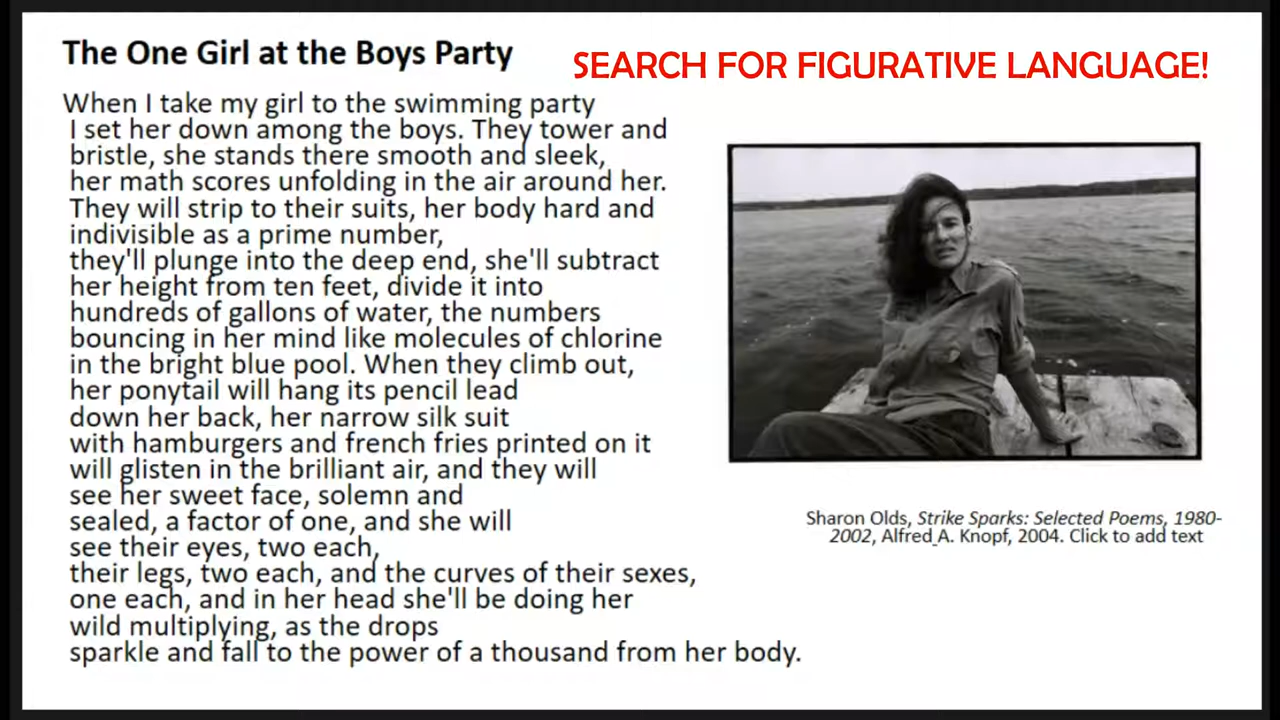 The One Girl at the Boys Party
SEARCH FOR FIGURATIVE LANGUAGE!
When I take my girl to the swimming party
I set her down among the boys. They tower and
bristle, she stands there smooth and sleek,
her math scores unfolding in the air around her.
They will strip to their suits, her body hard and
indivisible as a prime number,
they'll plunge into the deep end, she'll subtract
her height from ten feet, divide it into
hundreds of gallons of water, the numbers
bouncing in her mind like molecules of chlorine
in the bright blue pool. When they climb out,
her ponytail will hang its pencil lead
down her back, her narrow silk suit
with hamburgers and french fries printed on it
will glisten in the brilliant air, and they will
see her sweet face, solemn and
sealed, a factor of one, and she will
see their eyes, two each,
their legs, two each, and the curves of their sexes,
one each, and in her head she'll be doing her
wild multiplying, as the drops
sparkle and fall to the power of a thousand from her body.
Sharon Olds, Strike Sparks: Selected Poems, 1980-
2002, Alfred A. Knopf, 2004. Click to add text